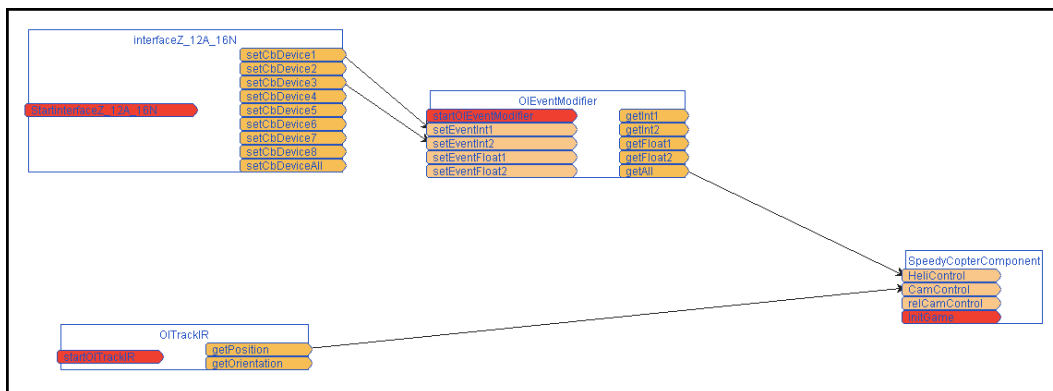 interfaceZ_12A_16N
setCbDevice1
setCbDevice2
setCbDevice3
StartInterfaceZ_12A_16N
setCbDevice4
setCbDevice5
setCbDevice6
setCbDevice7
setCbDevice8
setCbDeviceAll
OIEventModifier
startOIEventModifier
getInt1
setEventInt1
getInt2
setEventInt2
getFloat1
setEventFloat1
getFloat2
setEventFloat2
getAll
SpeedyCopterComponent
HeliControl
CamControl
relCamControl
initGame
OITrackIR
startOITrackIR
getPosition
getOrientation